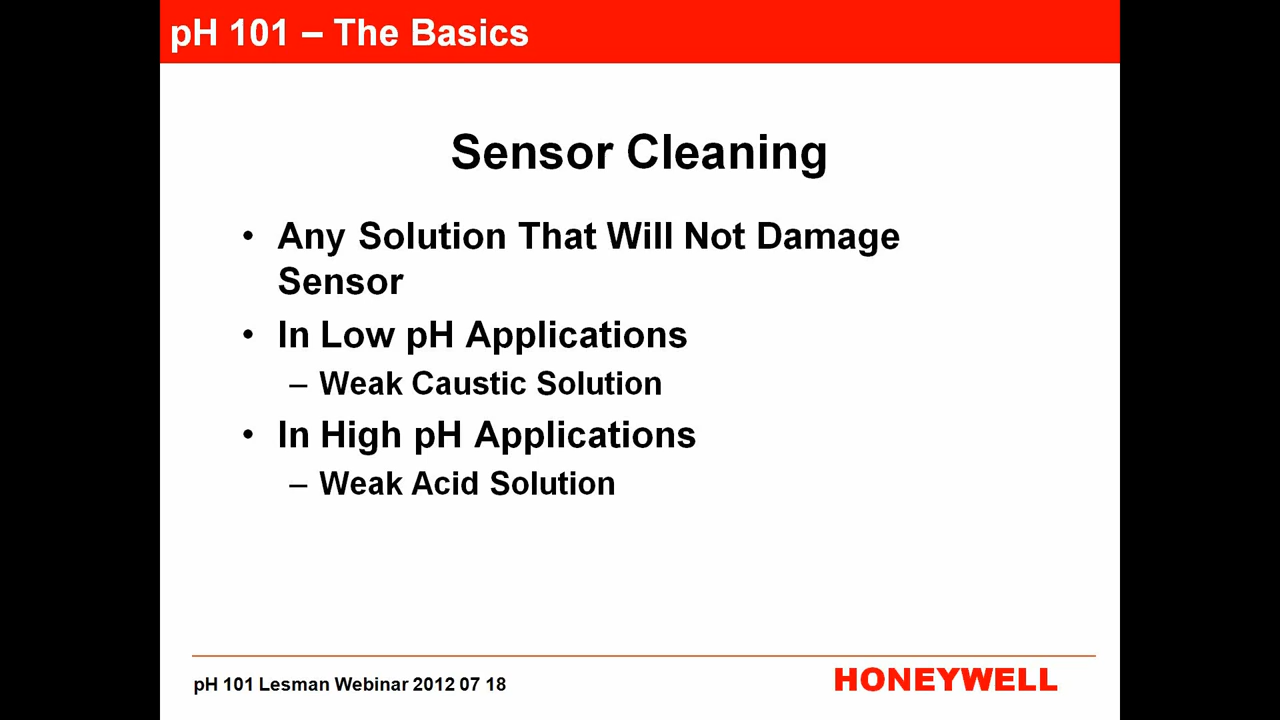 pH 101 – The Basics
Sensor Cleaning
• Any Solution That Will Not Damage
Sensor
• In Low pH Applications
– Weak Caustic Solution
• In High pH Applications
– Weak Acid Solution
pH 101 Lesman Webinar 2012 07 18
HONEYWELL